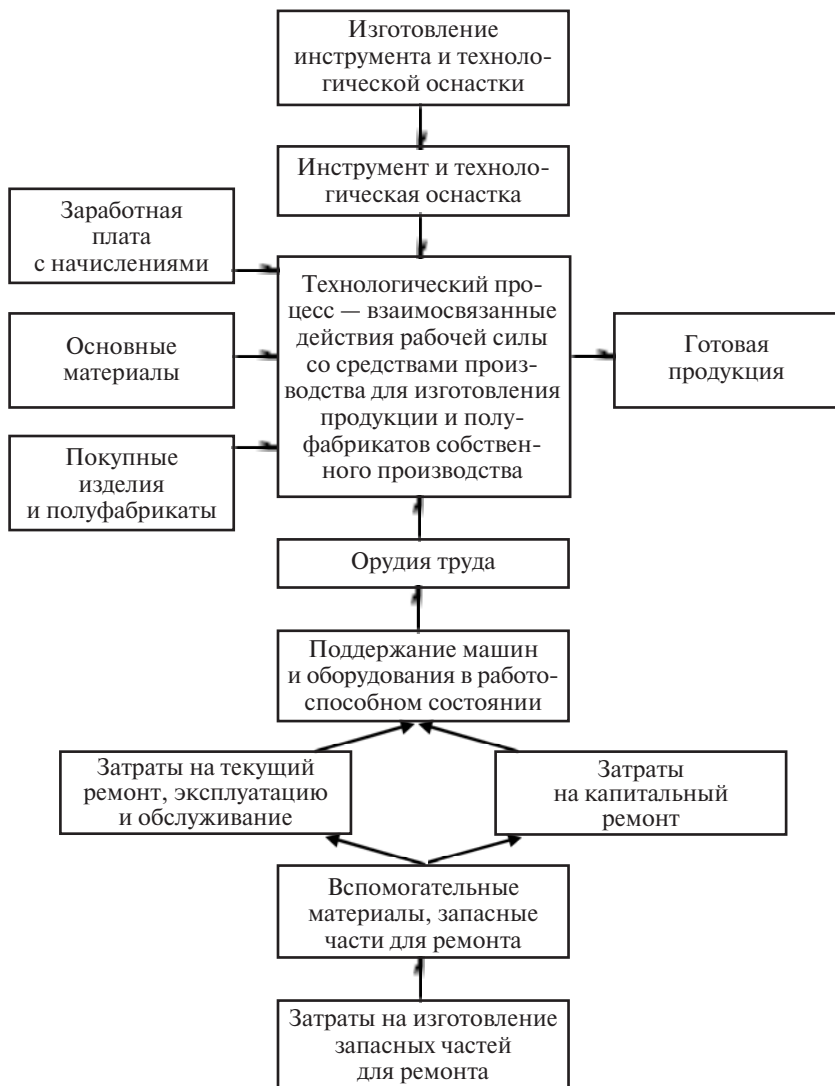 Изготовление
инструмента и техноло-
гической оснастки
Инструмент и техноло-
гическая оснастка
Заработная
плата
с начислениями
Основные
материалы
Покупные
изделия
и полуфабрикаты
Технологический про-
цесс — взаимосвязанные
действия рабочей силы
со средствами произ-
водства для изготовления
продукции и полу-
фабрикатов собствен-
ного производства
Готовая
продукция
Орудия труда
Поддержание машин
и оборудования в работо-
способном состоянии
Затраты на текущий
ремонт, эксплуатацию
и обслуживание
Затраты
на капитальный
ремонт
Вспомогательные
материалы, запасные
части для ремонта
Затраты на изготовление
запасных частей
для ремонта